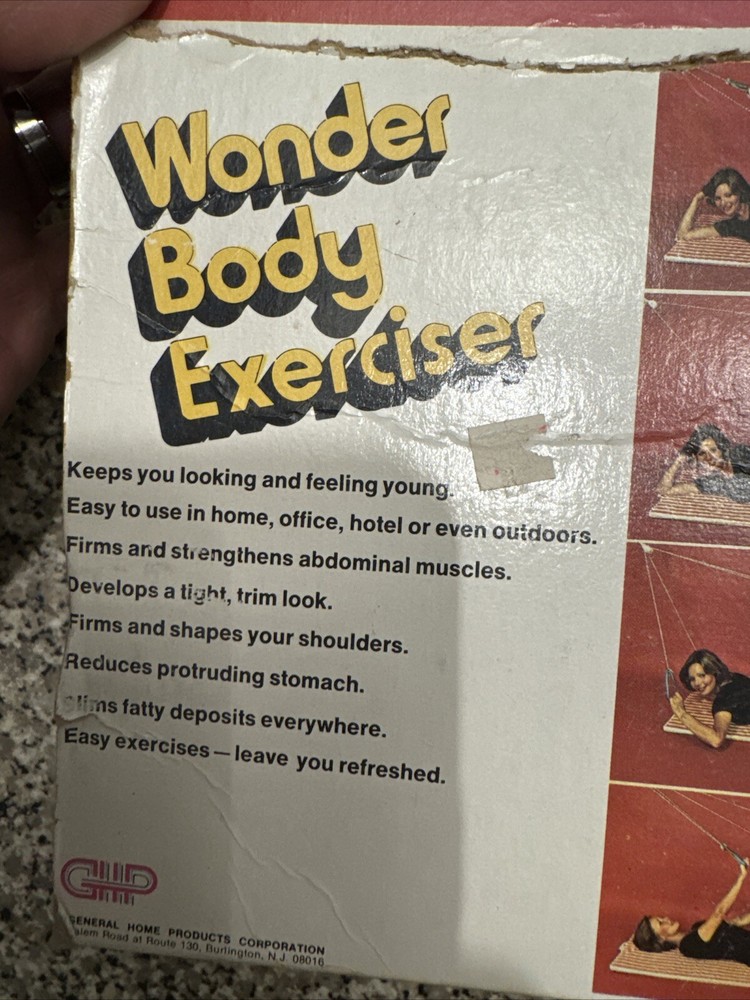 Wonder
Body
Exerciser
Keeps you looking and feeling young.
Easy to use in home, office, hotel or even outdoors.
Firms and strengthens abdominal muscles.
Develops a tight, trim look.
Firms and shapes your shoulders.
Reduces protruding stomach.
Slims fatty deposits everywhere.
Easy exercises — leave you refreshed.
GHP
GENERAL HOME PRODUCTS CORPORATION
Salem Road at Route 130, Burlington, N.J. 08016